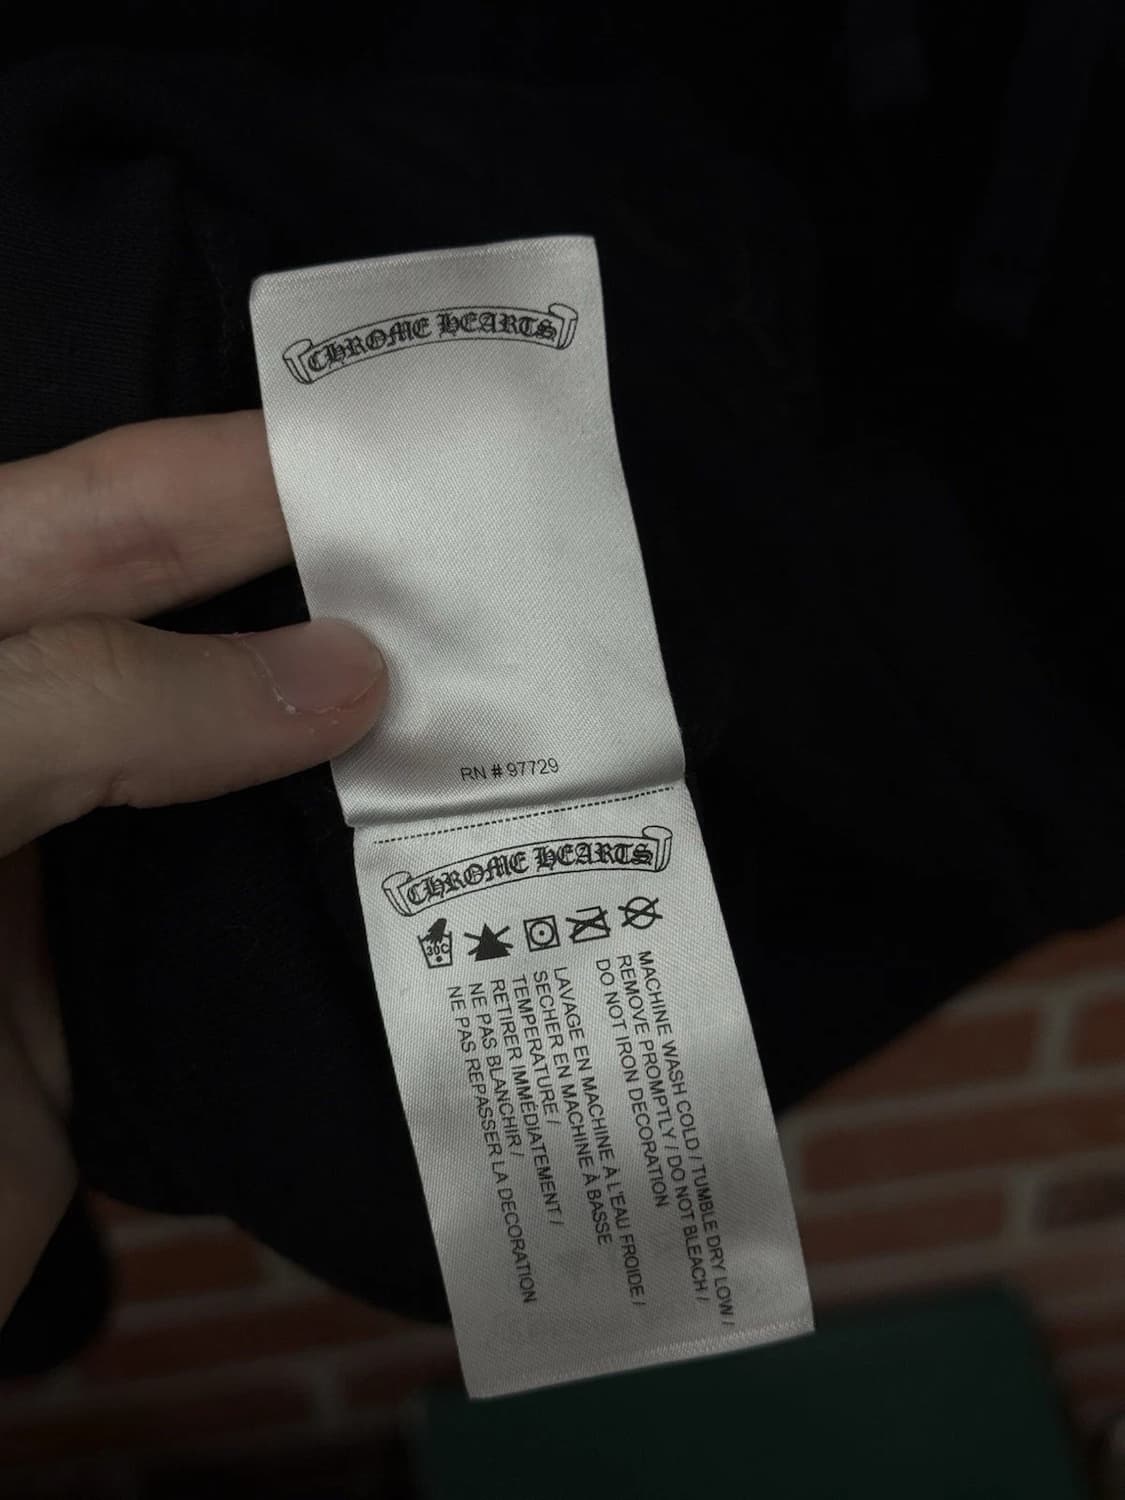 CHROME HEARTS
RN # 97729
CHROME HEARTS
30C
MACHINE WASH COLD / TUMBLE DRY LOW /
REMOVE PROMPTLY / DO NOT BLEACH /
DO NOT IRON DECORATION
LAVAGE EN MACHINE À L'EAU FROIDE /
SECHER EN MACHINE À BASSE
TEMPERATURE /
RETIRER IMMÉDIATEMENT /
NE PAS BLANCHIR /
NE PAS REPASSER LA DECORATION